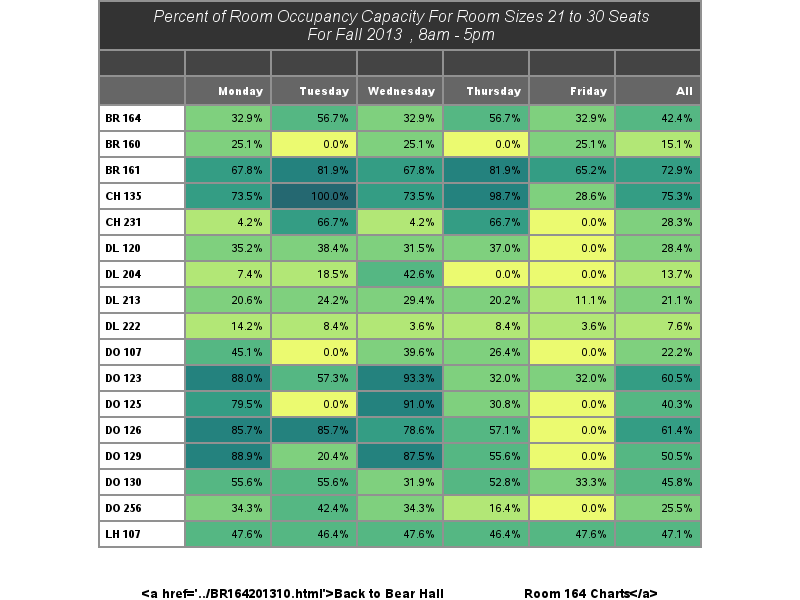 Percent of Room Occupancy Capacity For Room Sizes 21 to 30 Seats
For Fall 2013 , 8am - 5pm
Monday Tuesday Wednesday Thursday Friday All
BR 164 32.9% 56.7% 32.9% 56.7% 32.9% 42.4%
BR 160 25.1% 0.0% 25.1% 0.0% 25.1% 15.1%
BR 161 67.8% 81.9% 67.8% 81.9% 65.2% 72.9%
CH 135 73.5% 100.0% 73.5% 98.7% 28.6% 75.3%
CH 231 4.2% 66.7% 4.2% 66.7% 0.0% 28.3%
DL 120 35.2% 38.4% 31.5% 37.0% 0.0% 28.4%
DL 204 7.4% 18.5% 42.6% 0.0% 0.0% 13.7%
DL 213 20.6% 24.2% 29.4% 20.2% 11.1% 21.1%
DL 222 14.2% 8.4% 3.6% 8.4% 3.6% 7.6%
DO 107 45.1% 0.0% 39.6% 26.4% 0.0% 22.2%
DO 123 88.0% 57.3% 93.3% 32.0% 32.0% 60.5%
DO 125 79.5% 0.0% 91.0% 30.8% 0.0% 40.3%
DO 126 85.7% 85.7% 78.6% 57.1% 0.0% 61.4%
DO 129 88.9% 20.4% 87.5% 55.6% 0.0% 50.5%
DO 130 55.6% 55.6% 31.9% 52.8% 33.3% 45.8%
DO 256 34.3% 42.4% 34.3% 16.4% 0.0% 25.5%
LH 107 47.6% 46.4% 47.6% 46.4% 47.6% 47.1%
<a href='../BR164201310.html'>Back to Bear Hall Room 164 Charts</a>